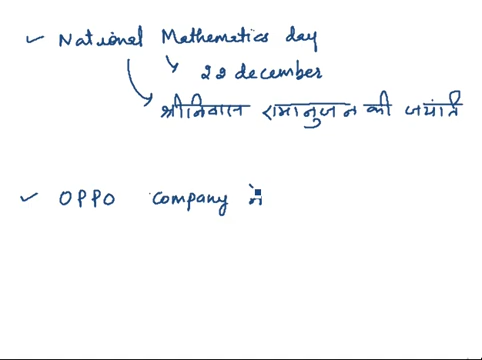 National Mathematics day
22 december
श्रीनिवास रामानुजन की जयंति
OPPO company ने